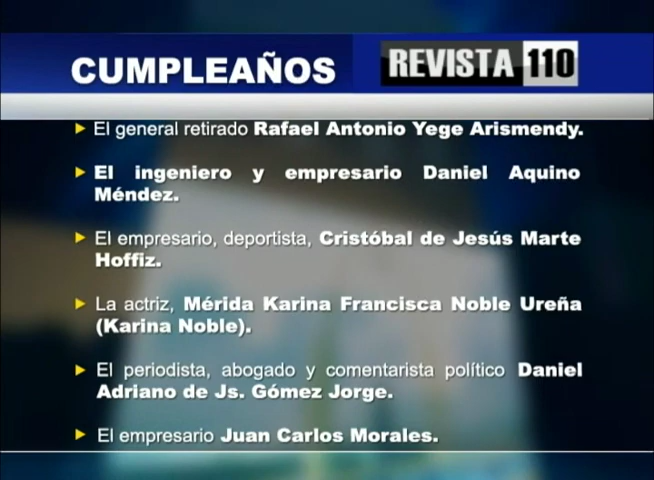 CUMPLEAÑOS
REVISTA 110
El general retirado Rafael Antonio Yege Arismendy.
El ingeniero y empresario Daniel Aquino
Méndez.
El empresario, deportista, Cristóbal de Jesús Marte
Hoffiz.
La actriz, Mérida Karina Francisca Noble Ureña
(Karina Noble).
El periodista, abogado y comentarista político Daniel
Adriano de Js. Gómez Jorge.
El empresario Juan Carlos Morales.